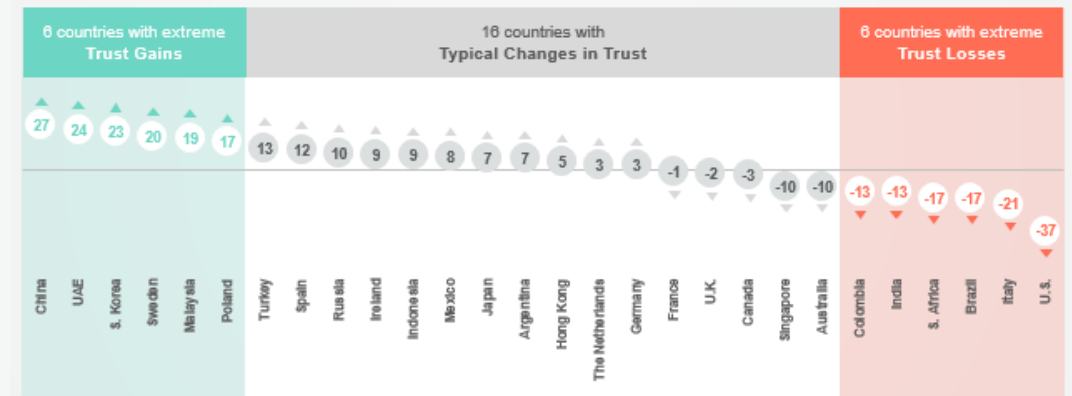 6 countries with extreme
Trust Gains
16 countries with
Typical Changes in Trust
6 countries with extreme
Trust Losses
27
24
23
20
19
17
13
12
10
9
9
8
7
7
5
3
3
-1
-2
-3
-10
-10
-13
-13
-17
-17
-21
-37
China
UAE
S. Korea
Sweden
Malaysia
Poland
Turkey
Spain
Russia
Ireland
Indonesia
Mexico
Japan
Argentina
Hong Kong
The Netherlands
Germany
France
U.K.
Canada
Singapore
Australia
Colombia
India
S. Africa
Brazil
Italy
U.S.